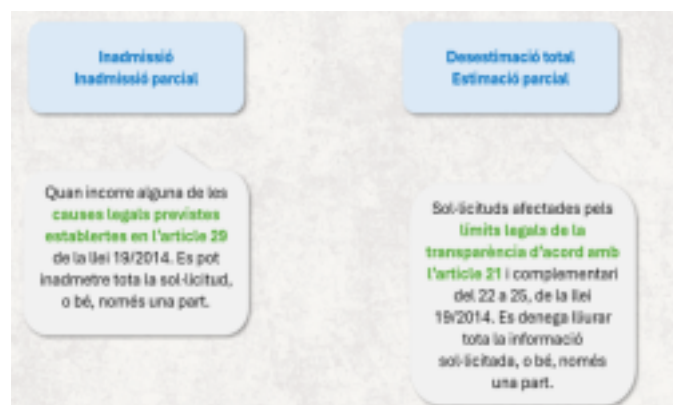 Inadmissió
Inadmissió parcial
Quan incorre alguna de les
causes legals previstes
establertes en l'article 29
de la llei 19/2014. Es pot
inadmetre tota la sol·licitud,
o bé, només una part.
Desestimació total
Estimació parcial
Sol·licituds afectades pels
límits legals de la
transparència d'acord amb
l'article 21 i complementari
del 22 a 25, de la llei
19/2014. Es denega lliurar
tota la informació
sol·licitada, o bé, només
una part.